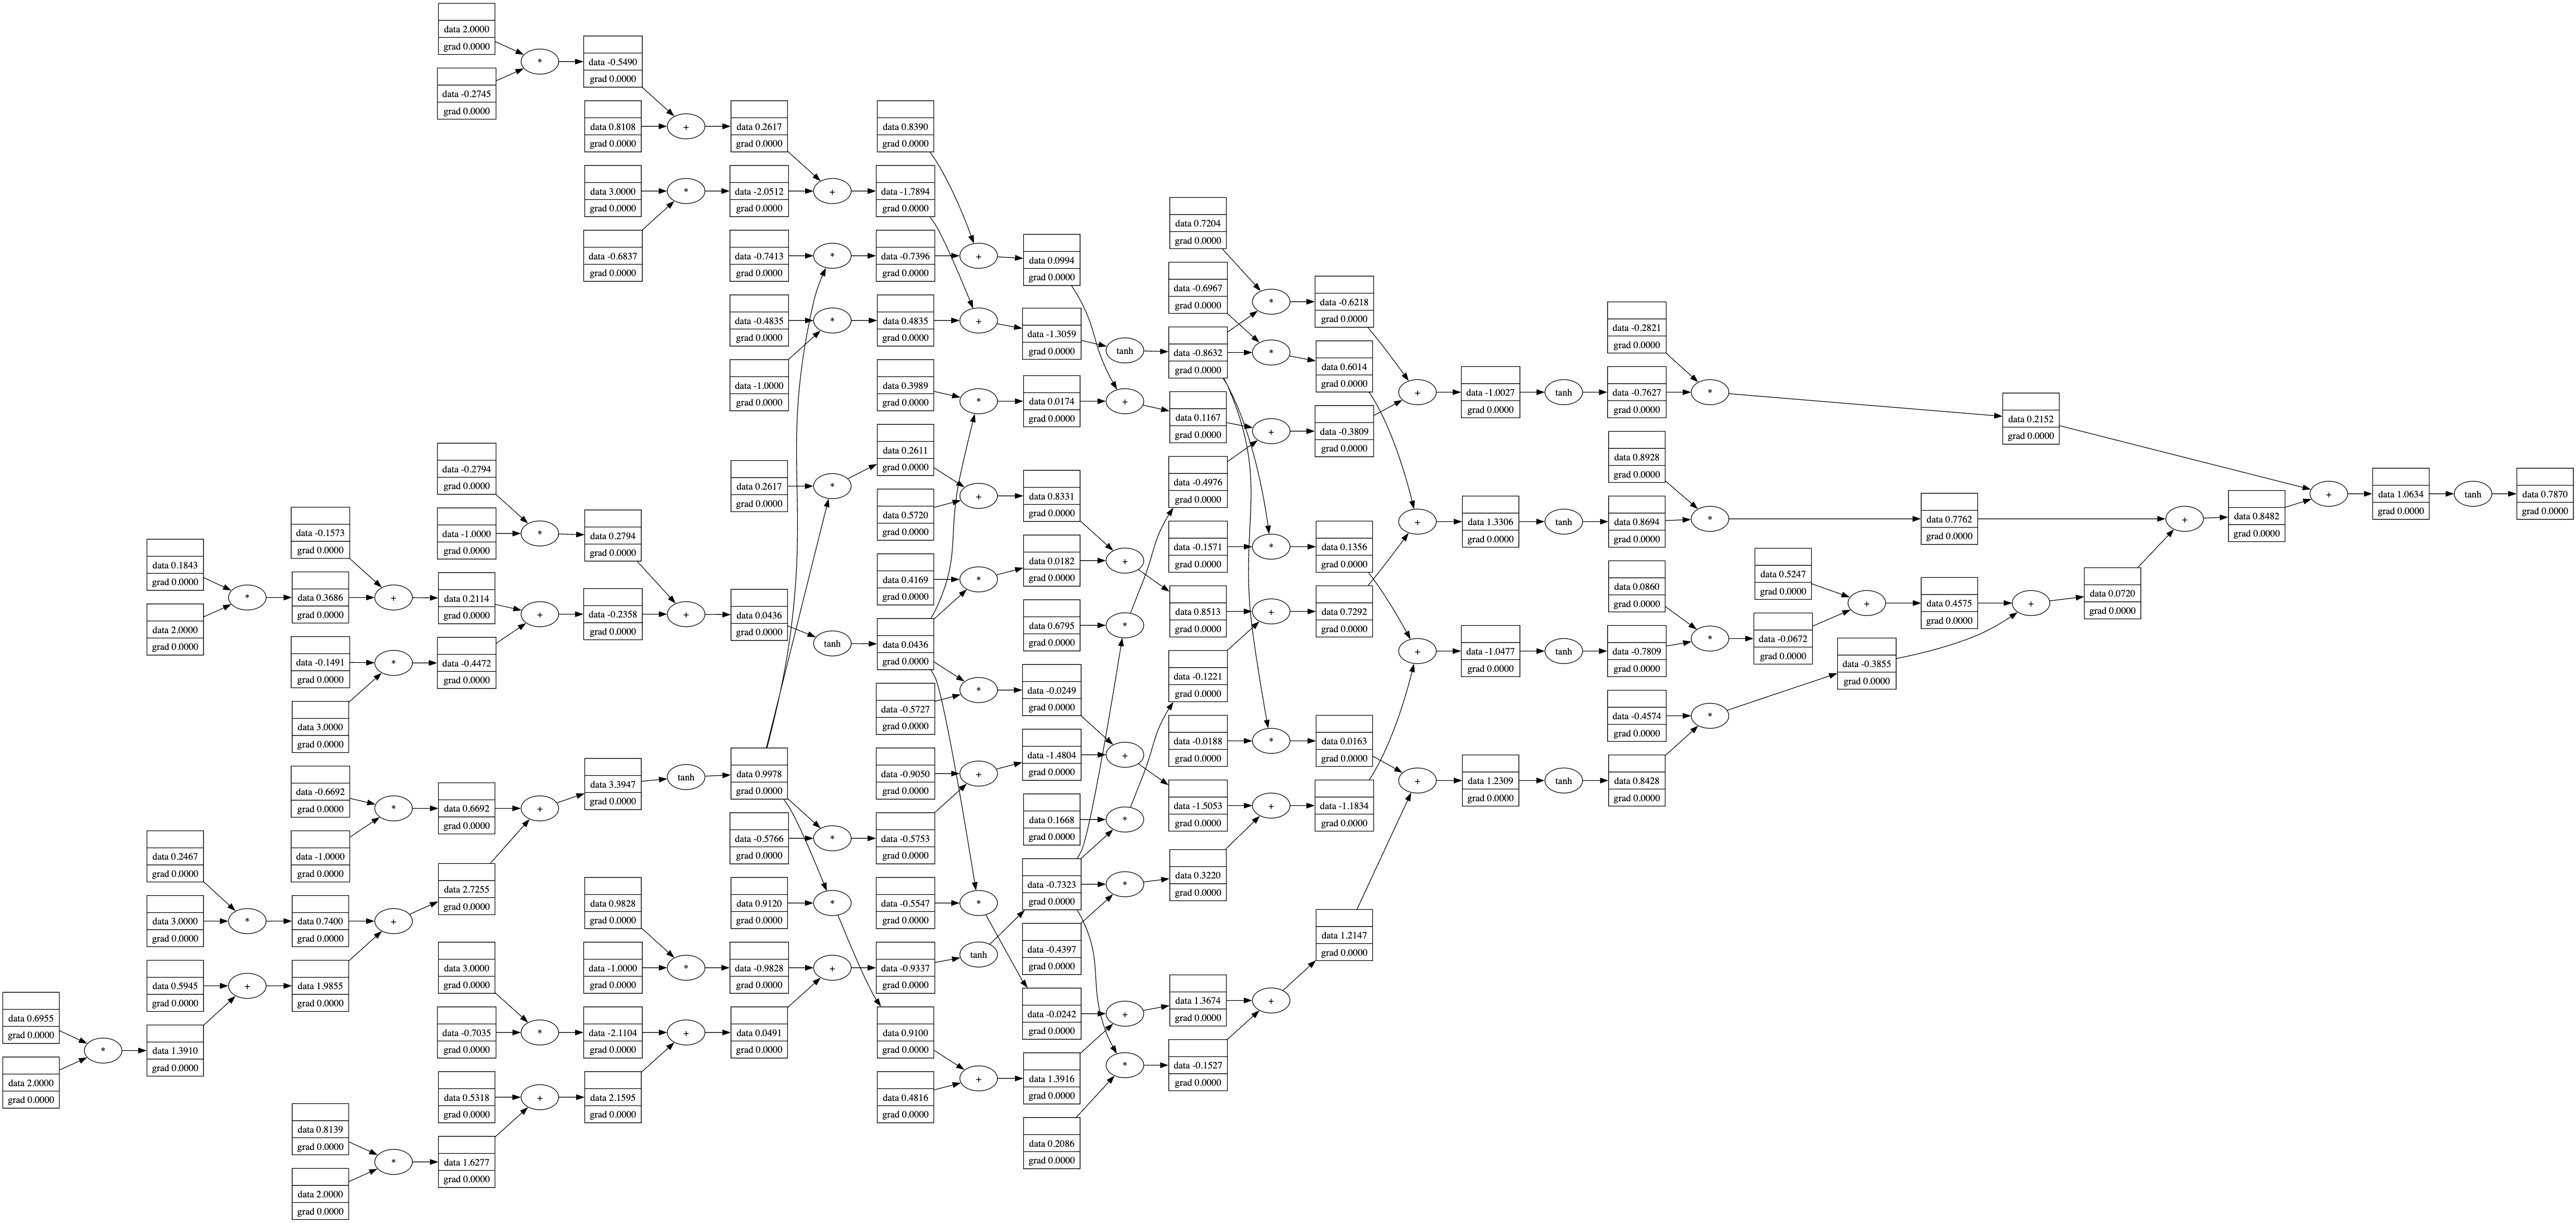 data 0.6955
grad 0.0000
data 2.0000
grad 0.0000
*
data 0.1843
grad 0.0000
data 2.0000
grad 0.0000
data 0.2467
grad 0.0000
data 3.0000
grad 0.0000
data 0.5945
grad 0.0000
data 1.3910
grad 0.0000
*
*
+
data -0.1573
grad 0.0000
data 0.3686
grad 0.0000
data -0.1491
grad 0.0000
data 3.0000
grad 0.0000
data -0.6692
grad 0.0000
data -1.0000
grad 0.0000
data 0.7400
grad 0.0000
data 1.9855
grad 0.0000
data 0.8139
grad 0.0000
data 2.0000
grad 0.0000
+
*
*
+
*
data 2.0000
grad 0.0000
data -0.2745
grad 0.0000
data -0.2794
grad 0.0000
data -1.0000
grad 0.0000
data 0.2114
grad 0.0000
data -0.4472
grad 0.0000
data 0.6692
grad 0.0000
data 2.7255
grad 0.0000
data 3.0000
grad 0.0000
data -0.7035
grad 0.0000
data 0.5318
grad 0.0000
data 1.6277
grad 0.0000
*
*
+
+
*
+
data -0.5490
grad 0.0000
data 0.8108
grad 0.0000
data 3.0000
grad 0.0000
data -0.6837
grad 0.0000
data 0.2794
grad 0.0000
data -0.2358
grad 0.0000
data 3.3947
grad 0.0000
data 0.9828
grad 0.0000
data -1.0000
grad 0.0000
data -2.1104
grad 0.0000
data 2.1595
grad 0.0000
+
*
+
tanh
*
+
data 0.2617
grad 0.0000
data -2.0512
grad 0.0000
data -0.7413
grad 0.0000
data -0.4835
grad 0.0000
data -1.0000
grad 0.0000
data 0.2617
grad 0.0000
data 0.0436
grad 0.0000
data 0.9978
grad 0.0000
data -0.5766
grad 0.0000
data 0.9120
grad 0.0000
data -0.9828
grad 0.0000
data 0.0491
grad 0.0000
+
*
*
*
tanh
*
*
+
data 0.8390
grad 0.0000
data -1.7894
grad 0.0000
data -0.7396
grad 0.0000
data 0.4835
grad 0.0000
data 0.3989
grad 0.0000
data 0.2611
grad 0.0000
data 0.5720
grad 0.0000
data 0.4169
grad 0.0000
data 0.0436
grad 0.0000
data -0.5727
grad 0.0000
data -0.9050
grad 0.0000
data -0.5753
grad 0.0000
data -0.5547
grad 0.0000
data -0.9337
grad 0.0000
data 0.9100
grad 0.0000
data 0.4816
grad 0.0000
+
+
*
+
*
*
+
*
tanh
+
data 0.0994
grad 0.0000
data -1.3059
grad 0.0000
data 0.0174
grad 0.0000
data 0.8331
grad 0.0000
data 0.0182
grad 0.0000
data 0.6795
grad 0.0000
data -0.0249
grad 0.0000
data -1.4804
grad 0.0000
data 0.1668
grad 0.0000
data -0.7323
grad 0.0000
data -0.4397
grad 0.0000
data -0.0242
grad 0.0000
data 1.3916
grad 0.0000
data 0.2086
grad 0.0000
tanh
+
+
*
+
*
*
+
*
data 0.7204
grad 0.0000
data -0.6967
grad 0.0000
data -0.8632
grad 0.0000
data 0.1167
grad 0.0000
data -0.4976
grad 0.0000
data -0.1571
grad 0.0000
data 0.8513
grad 0.0000
data -0.1221
grad 0.0000
data -0.0188
grad 0.0000
data -1.5053
grad 0.0000
data 0.3220
grad 0.0000
data 1.3674
grad 0.0000
data -0.1527
grad 0.0000
*
*
+
*
+
*
+
+
data -0.6218
grad 0.0000
data 0.6014
grad 0.0000
data -0.3809
grad 0.0000
data 0.1356
grad 0.0000
data 0.7292
grad 0.0000
data 0.0163
grad 0.0000
data -1.1834
grad 0.0000
data 1.2147
grad 0.0000
+
+
+
+
data -1.0027
grad 0.0000
data 1.3306
grad 0.0000
data -1.0477
grad 0.0000
data 1.2309
grad 0.0000
tanh
tanh
tanh
tanh
data -0.2821
grad 0.0000
data -0.7627
grad 0.0000
data 0.8928
grad 0.0000
data 0.8694
grad 0.0000
data 0.0860
grad 0.0000
data -0.7809
grad 0.0000
data -0.4574
grad 0.0000
data 0.8428
grad 0.0000
*
*
*
*
data 0.5247
grad 0.0000
data -0.0672
grad 0.0000
+
data -0.3855
grad 0.0000
data 0.7762
grad 0.0000
data 0.4575
grad 0.0000
data 0.2152
grad 0.0000
+
data 0.0720
grad 0.0000
+
data 0.8482
grad 0.0000
+
data 1.0634
grad 0.0000
tanh
data 0.7870
grad 0.0000